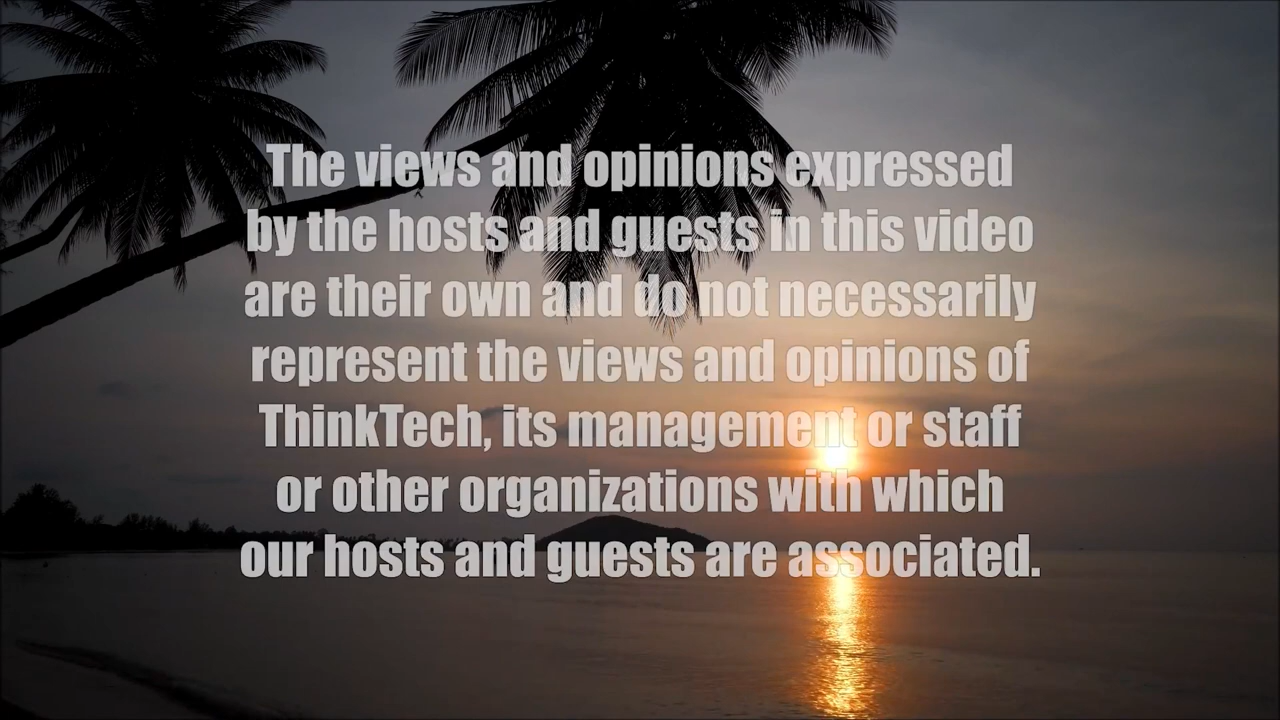 The views and opinions expressed
by the hosts and guests in this video
are their own and do not necessarily
represent the views and opinions of
ThinkTech, its management or staff
or other organizations with which
our hosts and guests are associated.